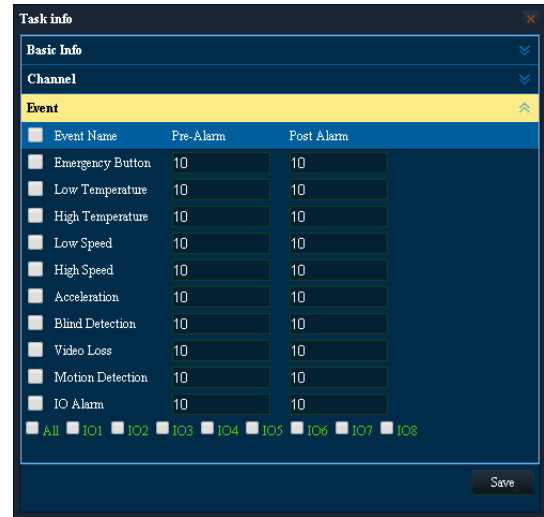 Task info
Basic Info
Channel
Event
Event Name Pre-Alarm Post Alarm
Emergency Button 10 10
Low Temperature 10 10
High Temperature 10 10
Low Speed 10 10
High Speed 10 10
Acceleration 10 10
Blind Detection 10 10
Video Loss 10 10
Motion Detection 10 10
IO Alarm 10 10
All IO1 IO2 IO3 IO4 IO5 IO6 IO7 IO8
Save